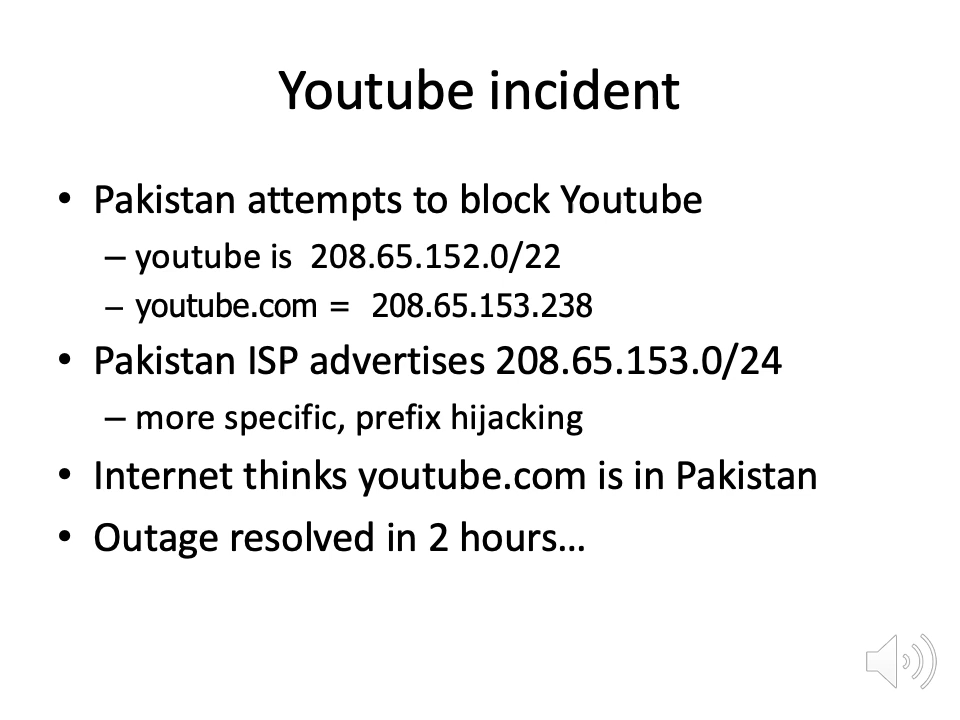 Youtube incident
• Pakistan attempts to block Youtube
– youtube is 208.65.152.0/22
– youtube.com = 208.65.153.238
• Pakistan ISP advertises 208.65.153.0/24
– more specific, prefix hijacking
• Internet thinks youtube.com is in Pakistan
• Outage resolved in 2 hours…